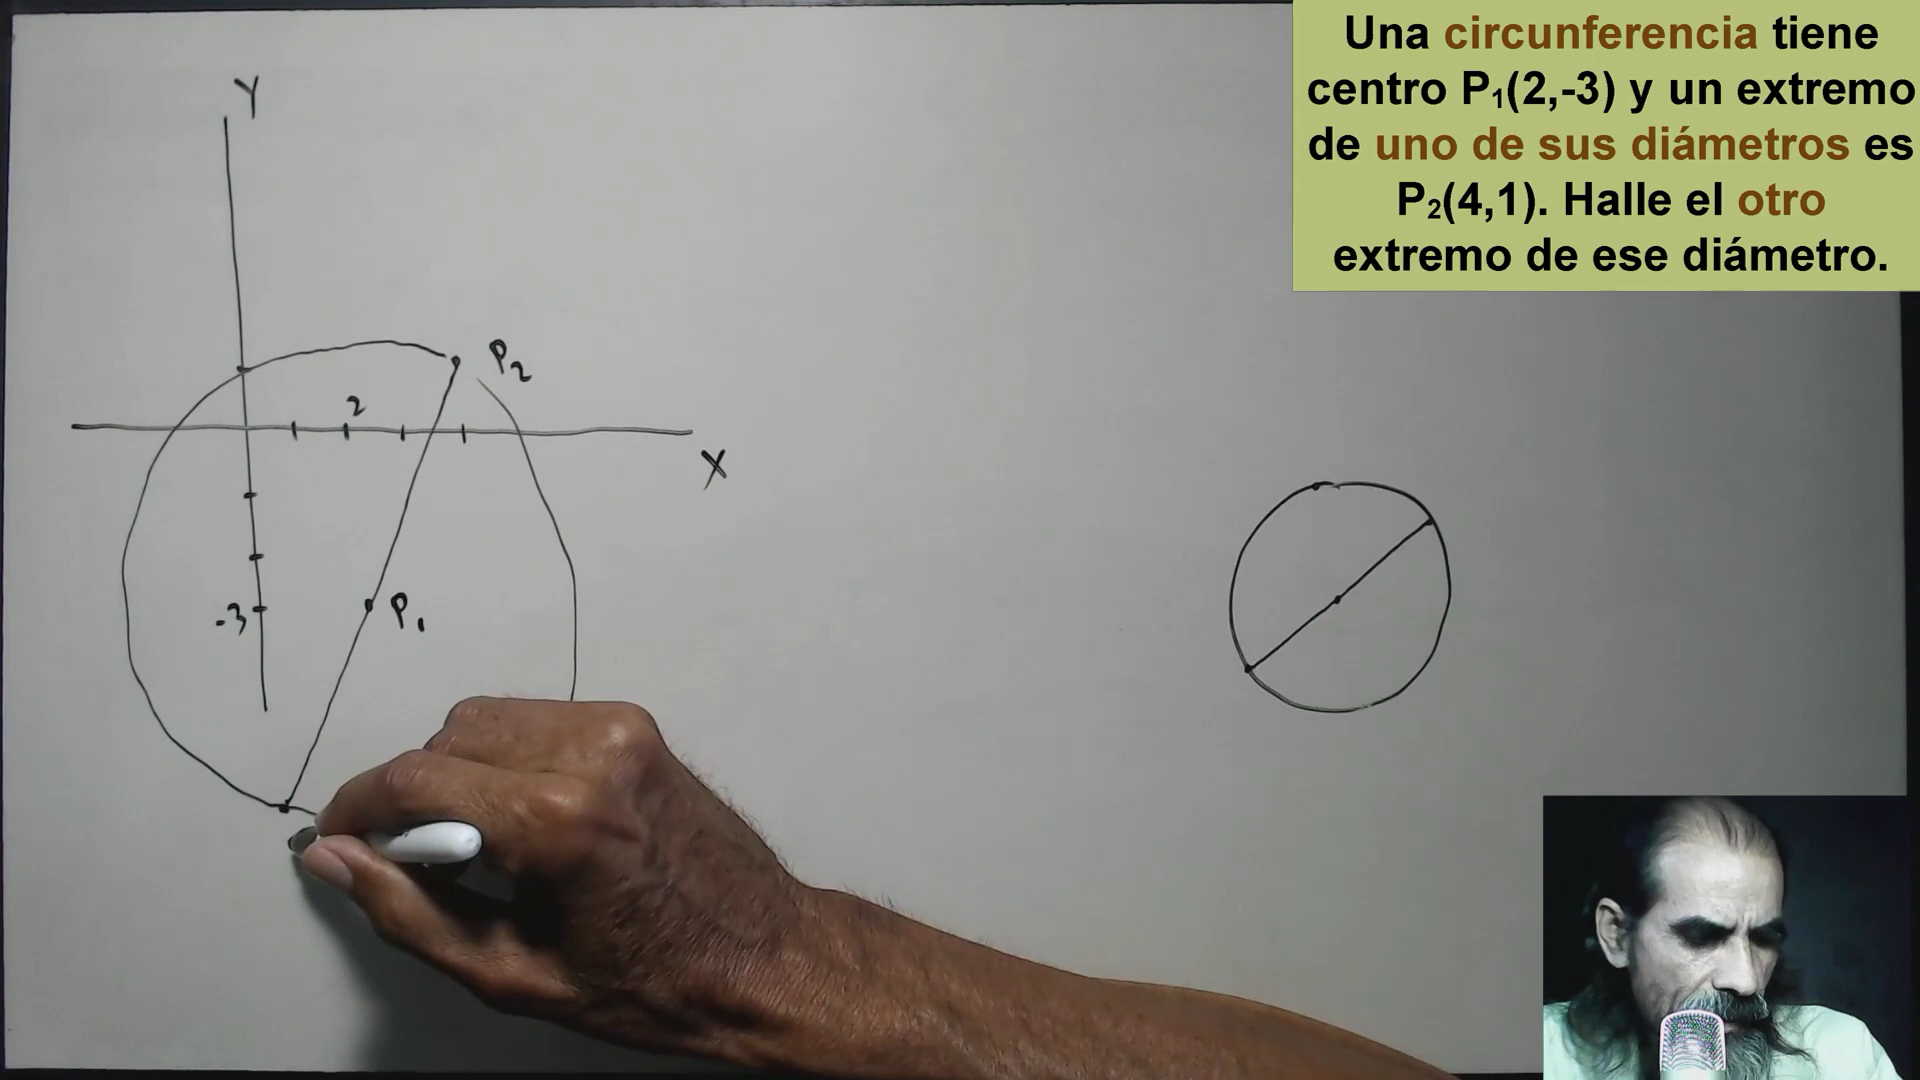 Una circunferencia tiene
centro P₁(2,-3) y un extremo
de uno de sus diámetros es
P₂(4,1). Halle el otro
extremo de ese diámetro.
Y
P₂
2
X
-3
P₁